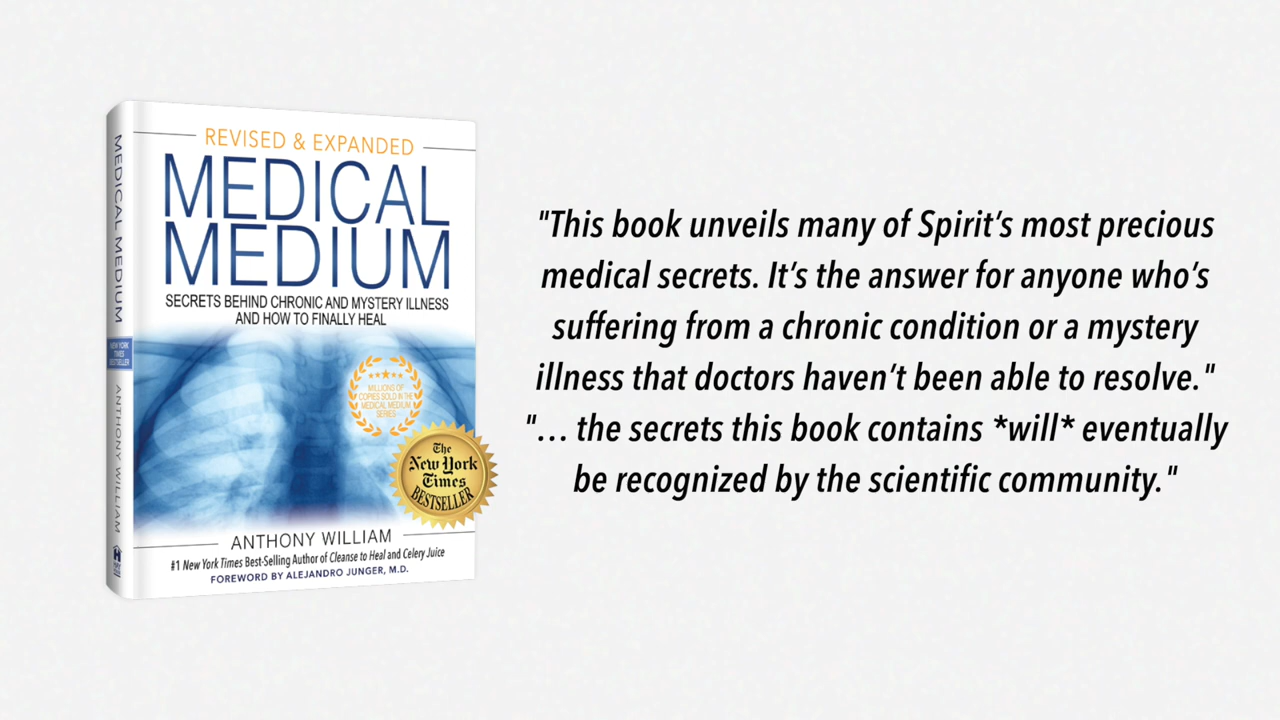 REVISED & EXPANDED
MEDICAL
MEDIUM
SECRETS BEHIND CHRONIC AND MYSTERY ILLNESS
AND HOW TO FINALLY HEAL
MILLIONS OF
COPIES SOLD IN THE
MEDICAL MEDIUM
SERIES
The
New York
Times
BESTSELLER
ANTHONY WILLIAM
#1 New York Times Best-Selling Author of Cleanse to Heal and Celery Juice
FOREWORD BY ALEJANDRO JUNGER, M.D.
MEDICAL MEDIUM
NEW YORK
TIMES
BESTSELLER
ANTHONY WILLIAM
"This book unveils many of Spirit's most precious
medical secrets. It's the answer for anyone who's
suffering from a chronic condition or a mystery
illness that doctors haven't been able to resolve."
"... the secrets this book contains *will* eventually
be recognized by the scientific community."